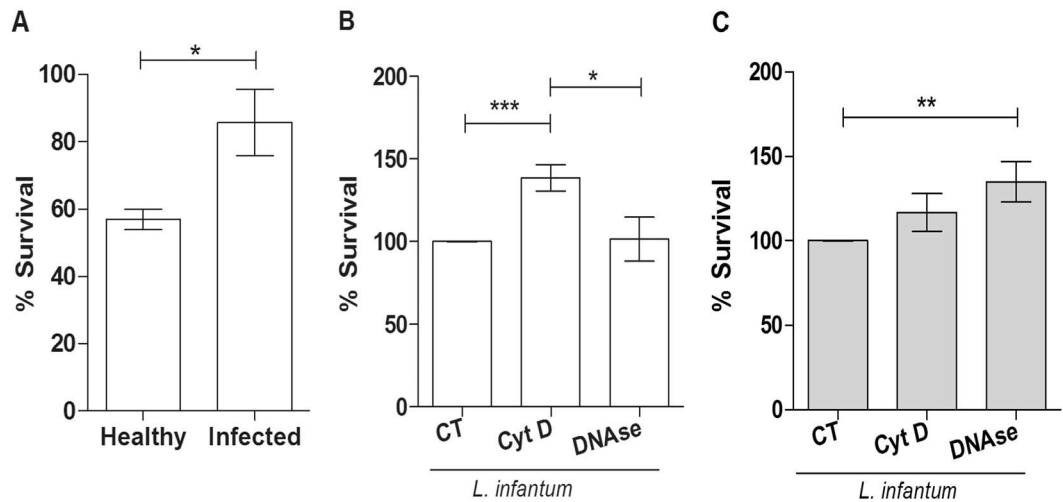 A
B
C
*
% Survival
100
80
60
40
20
0
Healthy Infected
***
*
% Survival
200
150
100
50
0
CT Cyt D DNAse
L. infantum
**
% Survival
200
150
100
50
0
CT Cyt D DNAse
L. infantum